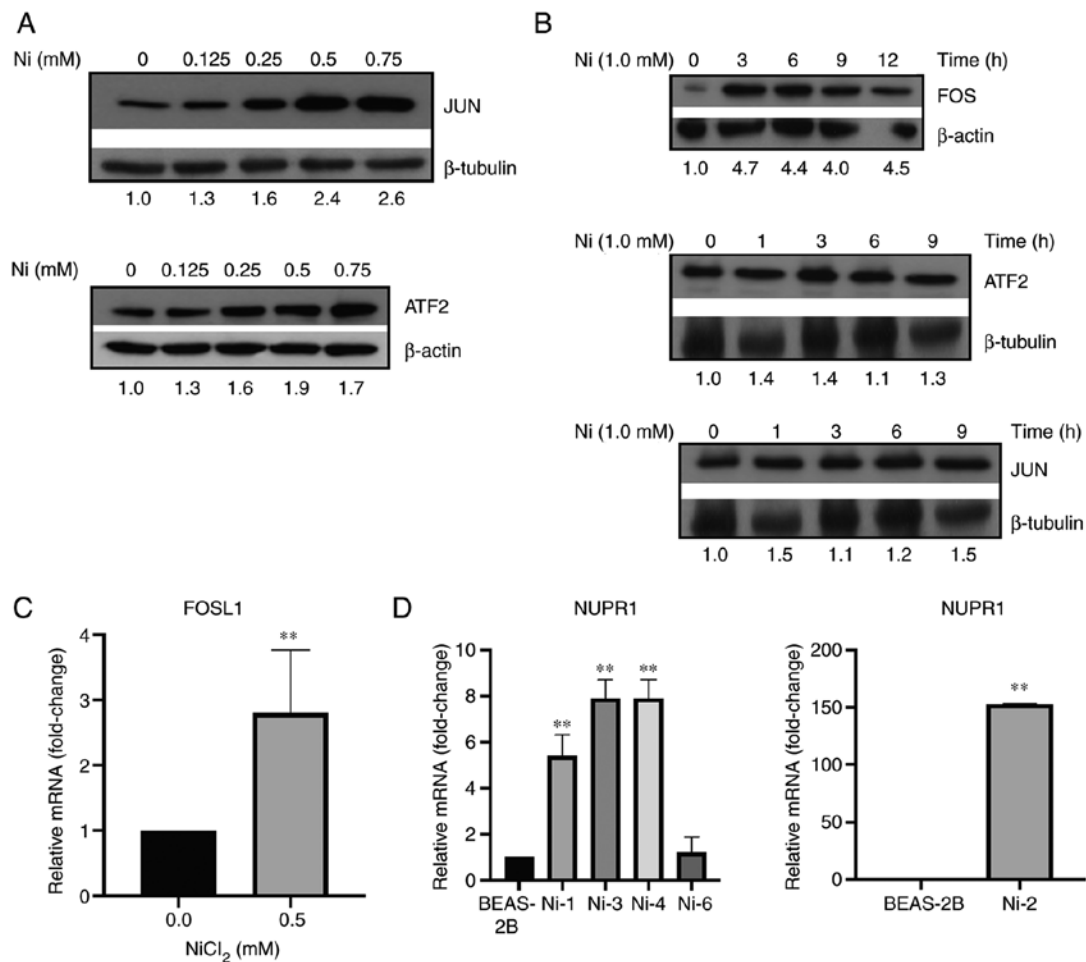 A
Ni (mM) 0 0.125 0.25 0.5 0.75
JUN
β-tubulin
1.0 1.3 1.6 2.4 2.6
Ni (mM) 0 0.125 0.25 0.5 0.75
ATF2
β-actin
1.0 1.3 1.6 1.9 1.7
B
Ni (1.0 mM) 0 3 6 9 12 Time (h)
FOS
β-actin
1.0 4.7 4.4 4.0 4.5
Ni (1.0 mM) 0 1 3 6 9 Time (h)
ATF2
β-tubulin
1.0 1.4 1.4 1.1 1.3
Ni (1.0 mM) 0 1 3 6 9 Time (h)
JUN
β-tubulin
1.0 1.5 1.1 1.2 1.5
C
FOSL1
Relative mRNA (fold-change)
4
3
2
1
0
**
0.0 0.5
NiCl₂ (mM)
D
NUPR1
Relative mRNA (fold-change)
10
8
6
4
2
0
** ** **
BEAS-2B Ni-1 Ni-3 Ni-4 Ni-6
NUPR1
Relative mRNA (fold-change)
200
150
100
50
0
**
BEAS-2B Ni-2